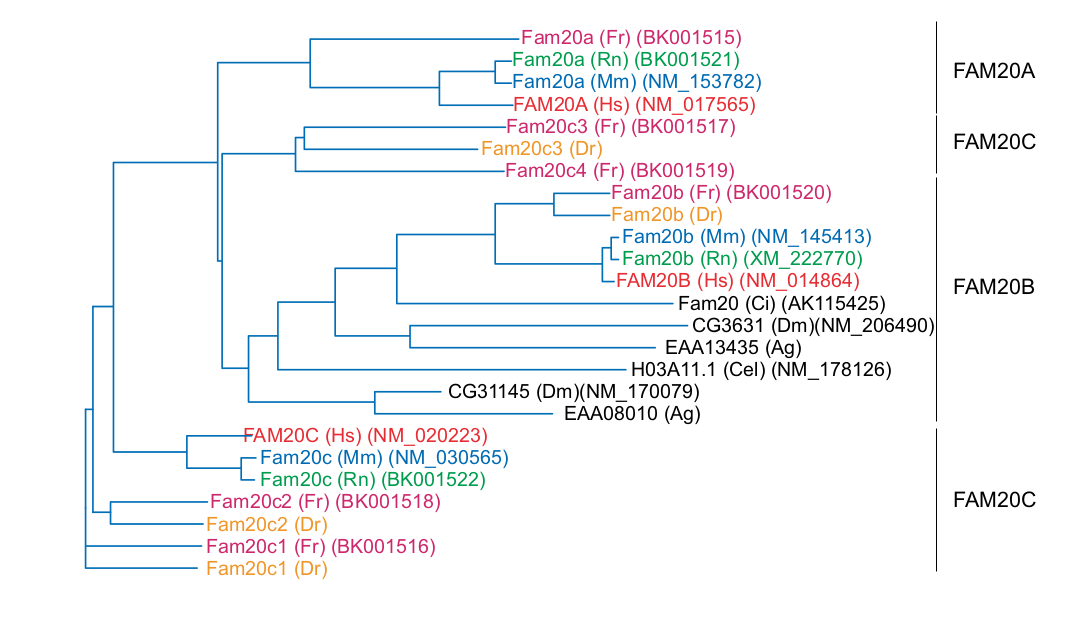 Fam20a (Fr) (BK001515)
Fam20a (Rn) (BK001521)
Fam20a (Mm) (NM_153782)
FAM20A (Hs) (NM_017565)
FAM20A
Fam20c3 (Fr) (BK001517)
Fam20c3 (Dr)
Fam20c4 (Fr) (BK001519)
FAM20C
Fam20b (Fr) (BK001520)
Fam20b (Dr)
Fam20b (Mm) (NM_145413)
Fam20b (Rn) (XM_222770)
FAM20B (Hs) (NM_014864)
Fam20 (Ci) (AK115425)
CG3631 (Dm)(NM_206490)
EAA13435 (Ag)
H03A11.1 (Cel) (NM_178126)
CG31145 (Dm)(NM_170079)
EAA08010 (Ag)
FAM20B
FAM20C (Hs) (NM_020223)
Fam20c (Mm) (NM_030565)
Fam20c (Rn) (BK001522)
Fam20c2 (Fr) (BK001518)
Fam20c2 (Dr)
Fam20c1 (Fr) (BK001516)
Fam20c1 (Dr)
FAM20C